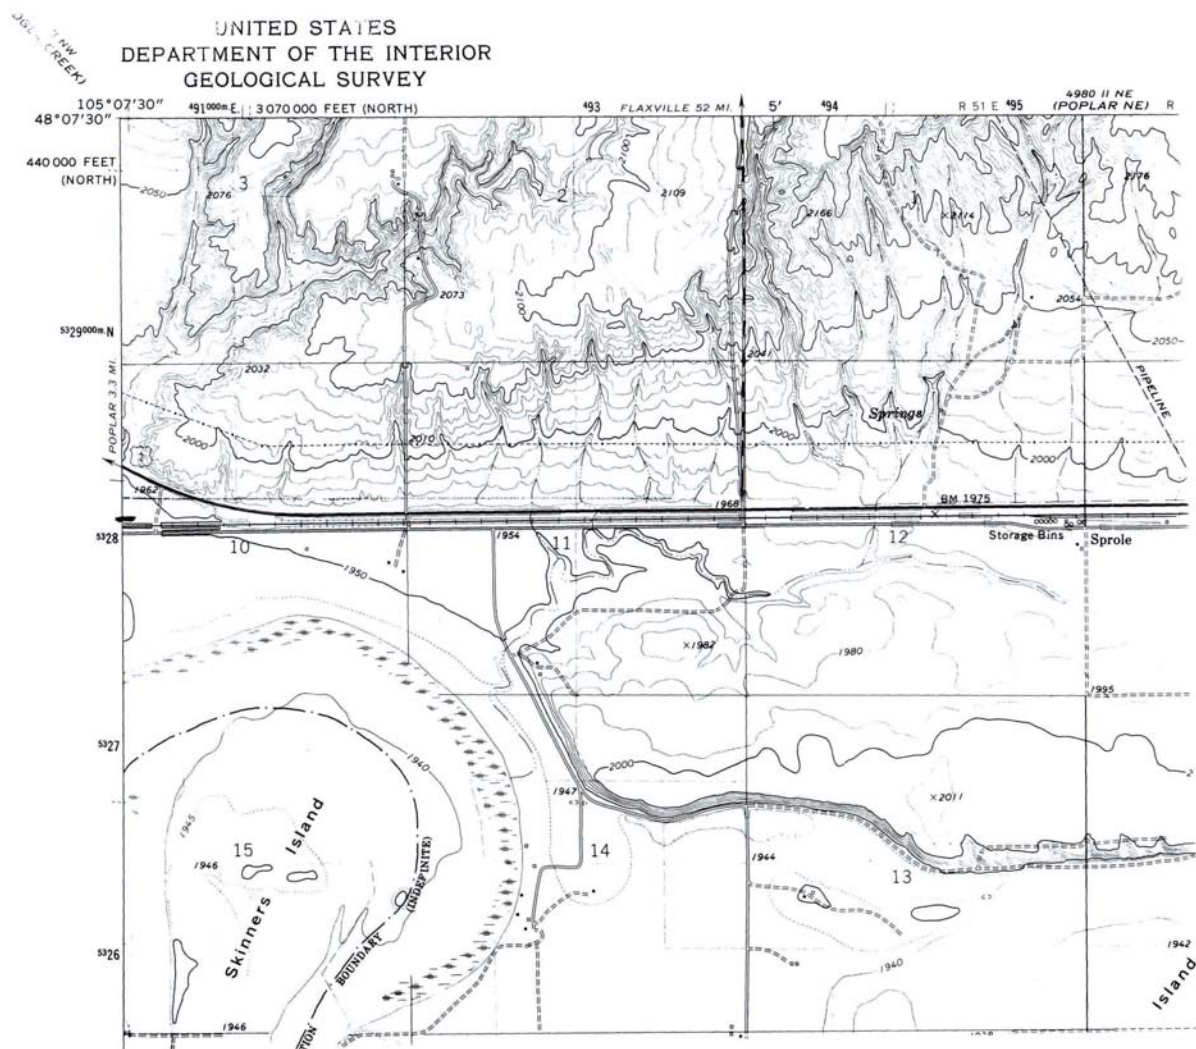 UNITED STATES
DEPARTMENT OF THE INTERIOR
GEOLOGICAL SURVEY
NW
CREEK)
105°07'30"
491000m.E.
3 070 000 FEET (NORTH)
493
FLAXVILLE 52 MI.
5'
494
R 51 E
495
4980 II NE
(POPLAR NE)
R
48°07'30"
440 000 FEET
(NORTH)
2050
3
2076
2
2100
2109
2166
1
2114
2176
2073
2100
2054
5329000m.N
2050
POPLAR 3.3 MI.
2032
2041
PIPELINE
Springs
2000
2010
2000
2000
1962
1968
BM 1975
5328
10
1954
11
12
Storage Bins
Sprole
1950
1982
1980
1995
5327
1940
2000
1947
2011
1945
Skinners Island
15
1946
14
1944
13
(INDEFINITE)
BOUNDARY
5326
1940
1942
Island
1946